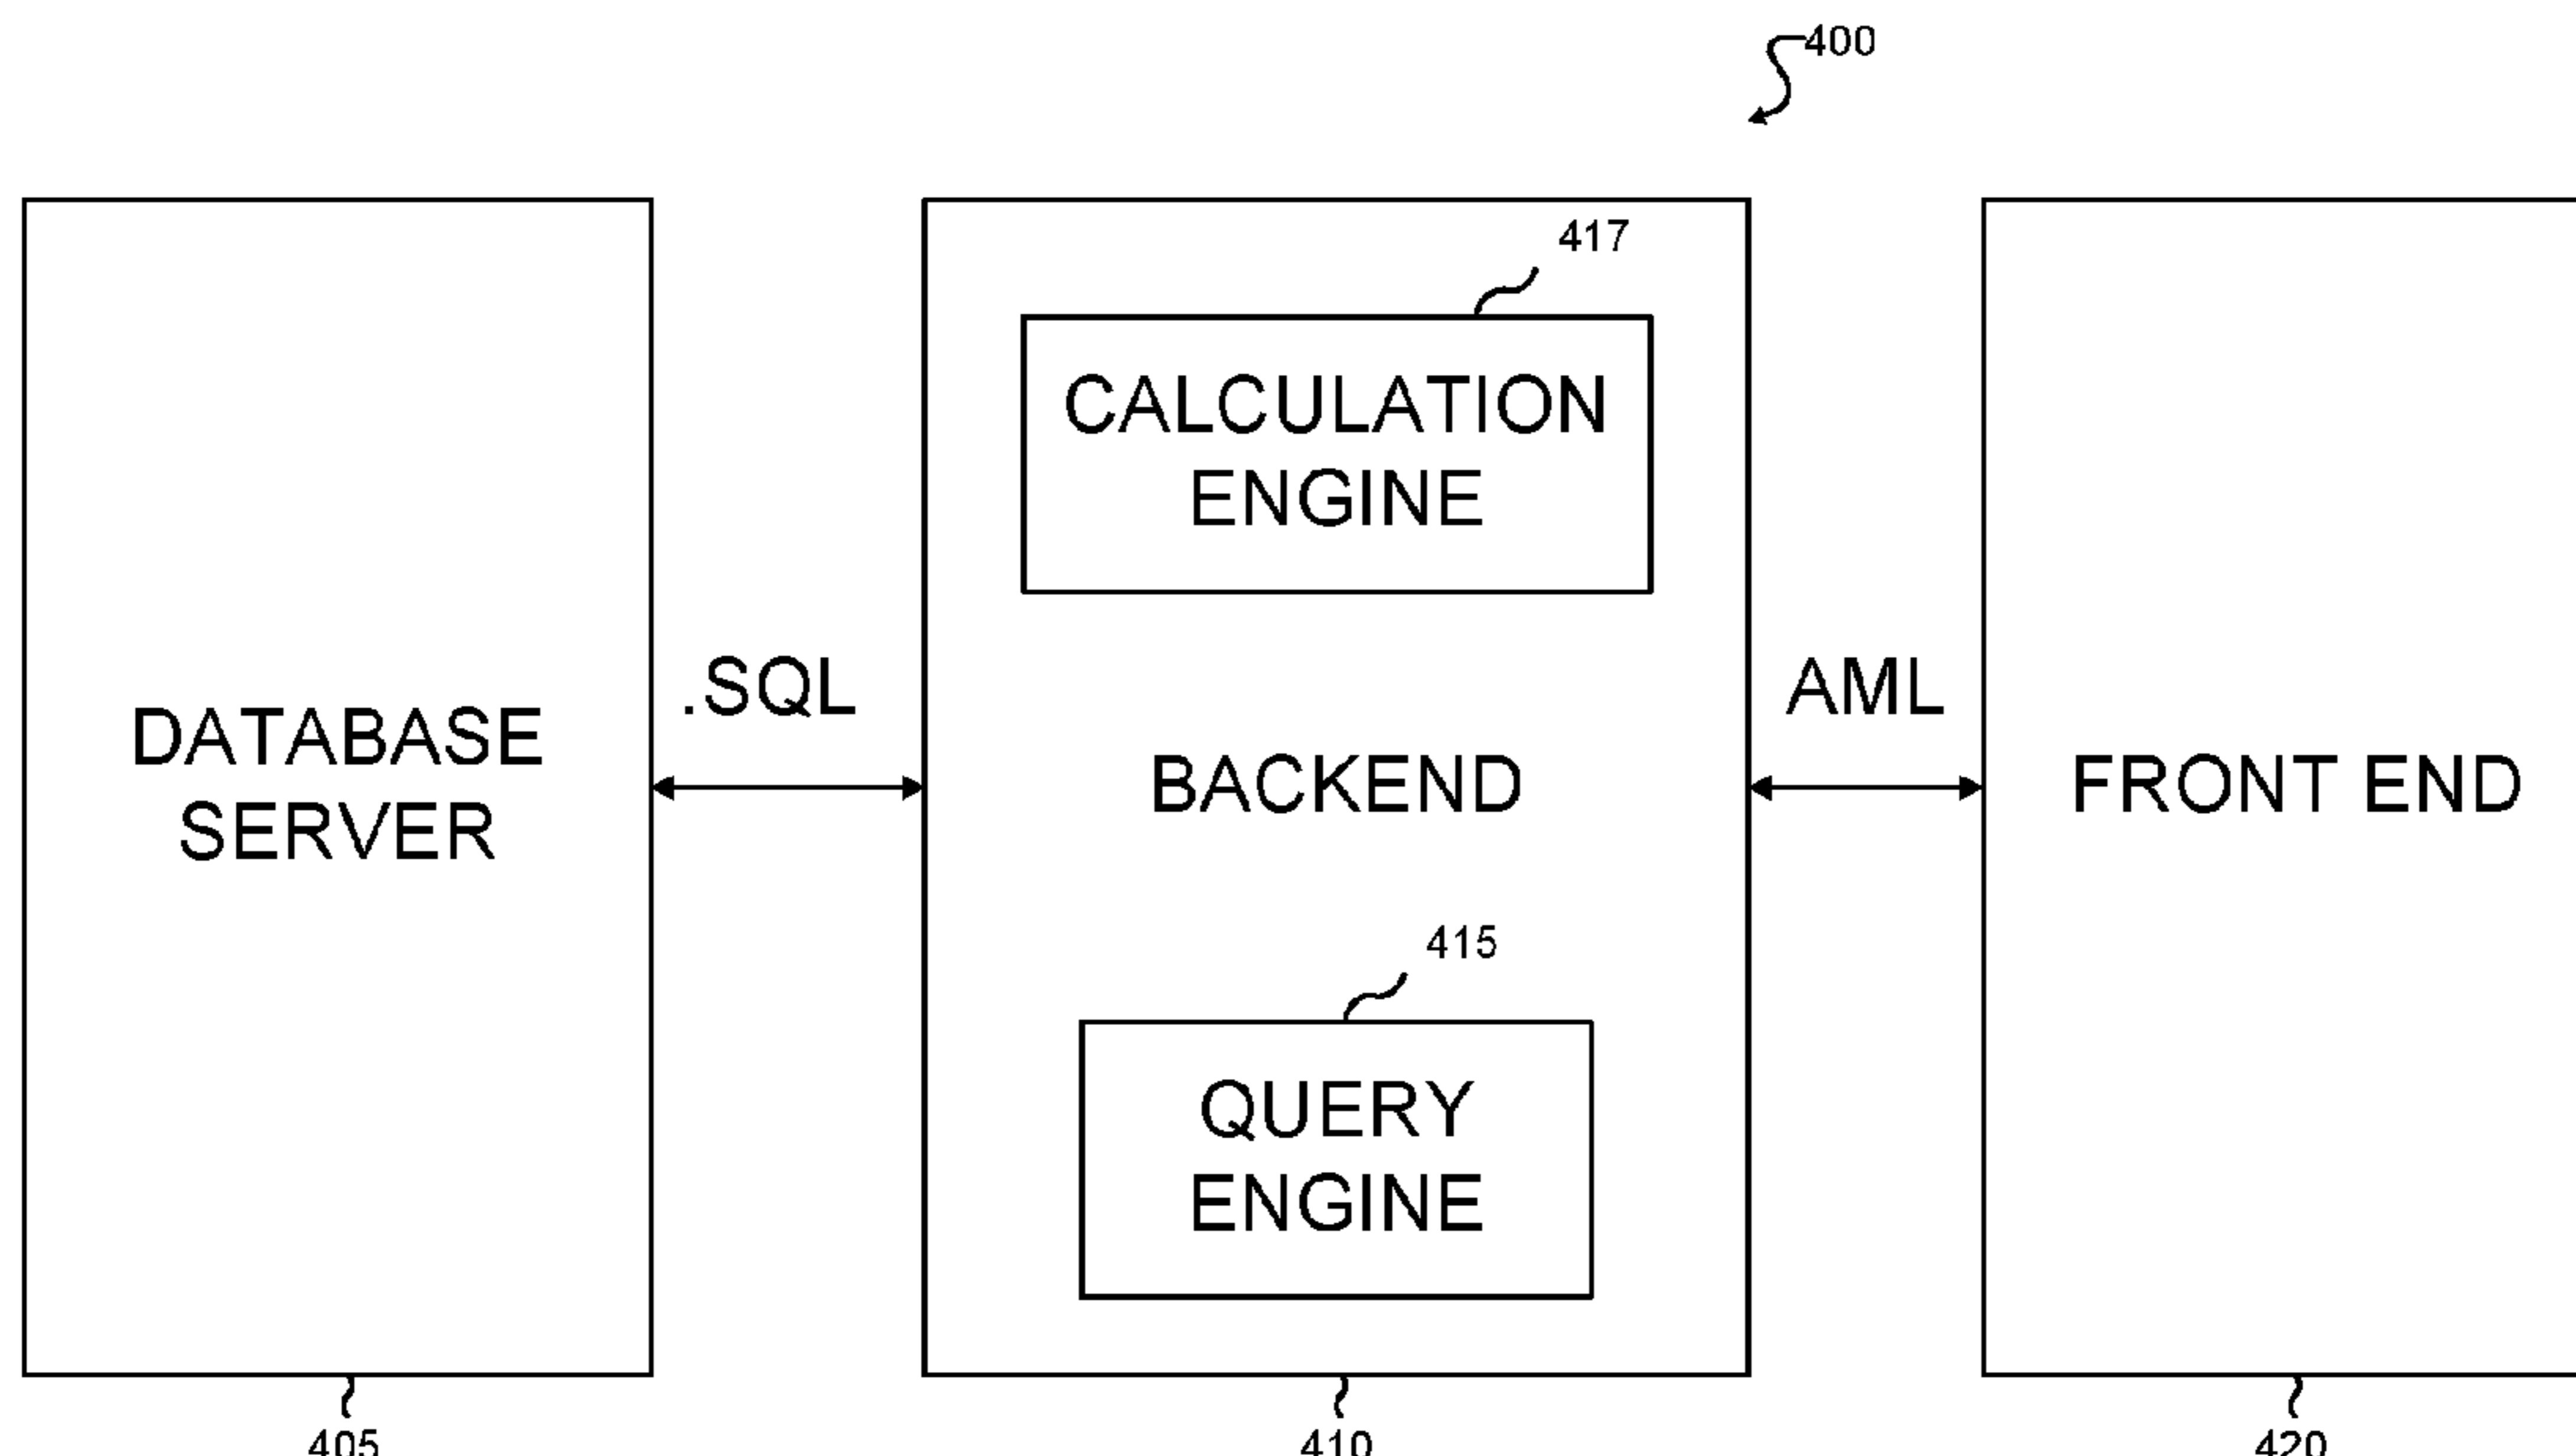 400
417
CALCULATION
ENGINE
.SQL
AML
DATABASE
SERVER
BACKEND
FRONT END
415
QUERY
ENGINE
405
410
420